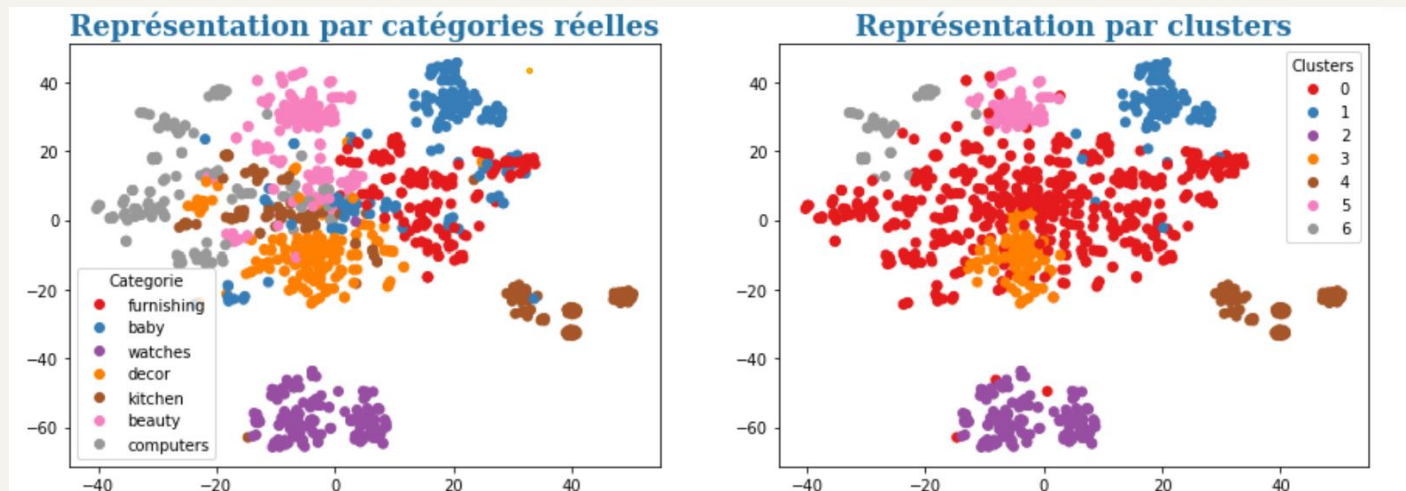 Représentation par catégories réelles
40
20
0
−20
−40
−60
−40
−20
0
20
40
Categorie
furnishing
baby
watches
decor
kitchen
beauty
computers
Représentation par clusters
40
20
0
−20
−40
−60
−40
−20
0
20
40
Clusters
0
1
2
3
4
5
6